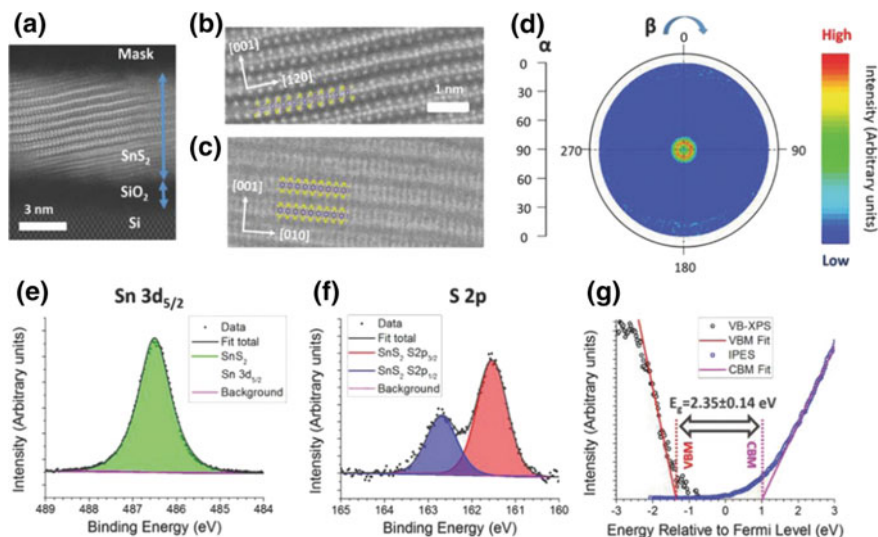 (a)
Mask
SnS₂
SiO₂
3 nm
Si
(b)
[001]
[120]
1 nm
(c)
[001]
[010]
(d)
β
0
α
0
30
60
90
60
30
0
270
90
180
High
Low
Intensity (Arbitrary units)
(e)
Sn 3d₅/₂
Data
Fit total
SnS₂
Sn 3d₅/₂
Background
Intensity (Arbitrary units)
489 488 487 486 485 484
Binding Energy (eV)
(f)
S 2p
Data
Fit total
SnS₂ S2p₃/₂
SnS₂ S2p₁/₂
Background
Intensity (Arbitrary units)
165 164 163 162 161 160
Binding Energy (eV)
(g)
VB-XPS
VBM Fit
IPES
CBM Fit
E_g=2.35±0.14 eV
VBM
CBM
Intensity (Arbitrary units)
-3 -2 -1 0 1 2 3
Energy Relative to Fermi Level (eV)